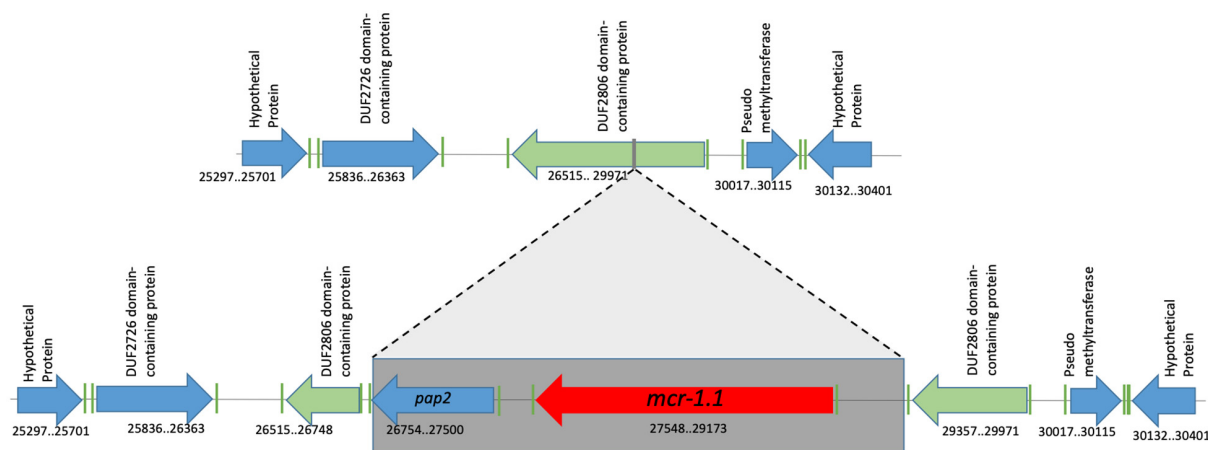 Hypothetical
Protein
DUF2726 domain-
containing protein
DUF2806 domain-
containing protein
Pseudo
methyltransferase
Hypothetical
Protein
25297..25701
25836..26363
26515.. 29971
30017..30115
30132..30401
Hypothetical
Protein
DUF2726 domain-
containing protein
DUF2806 domain-
containing protein
DUF2806 domain-
containing protein
Pseudo
methyltransferase
Hypothetical
Protein
pap2
mcr-1.1
25297..25701
25836..26363
26515..26748
26754..27500
27548..29173
29357..29971
30017..30115
30132..30401